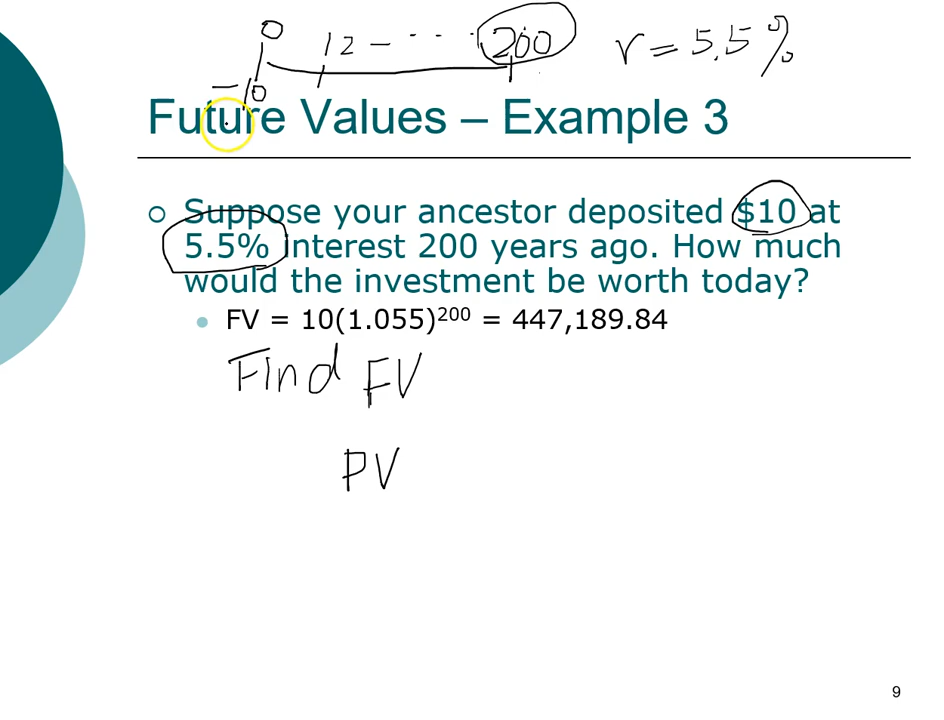 0 12 - ... 200 r = 5.5%
-10
Future Values – Example 3
Suppose your ancestor deposited $10 at
5.5% interest 200 years ago. How much
would the investment be worth today?
FV = 10(1.055)^200 = 447,189.84
Find FV
PV
9